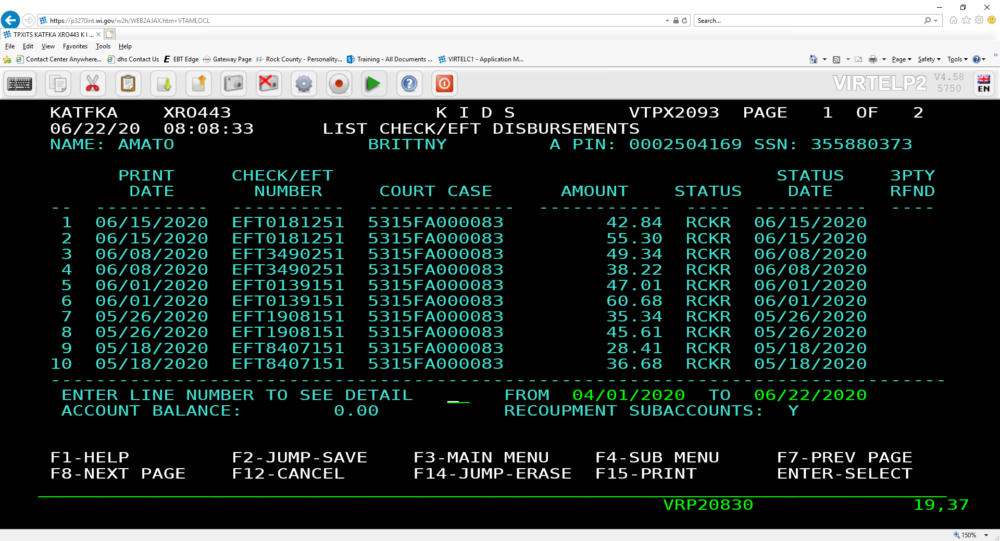 https://p3270int.wi.gov/w2h/WEB2AJAX.htm+VTAMLOCL Search...
TPXITS KATFKA XRO443 K I ...
File Edit View Favorites Tools Help
Contact Center Anywhere... dhs Contact Us EBT Edge Gateway Page Rock County - Personality... Training - All Documents ... VIRTELC1 - Application M... Page Safety Tools
VIRTELP2 V4.58 5750 EN
KATFKA XRO443 K I D S VTPX2093 PAGE 1 OF 2
06/22/20 08:08:33 LIST CHECK/EFT DISBURSEMENTS
NAME: AMATO BRITTNY A PIN: 0002504169 SSN: 355880373
PRINT CHECK/EFT STATUS 3PTY
DATE NUMBER COURT CASE AMOUNT STATUS DATE RFND
-- ---------- ---------- ------------- ----------- ---- ---------- ----
1 06/15/2020 EFT0181251 5315FA000083 42.84 RCKR 06/15/2020
2 06/15/2020 EFT0181251 5315FA000083 55.30 RCKR 06/15/2020
3 06/08/2020 EFT3490251 5315FA000083 49.34 RCKR 06/08/2020
4 06/08/2020 EFT3490251 5315FA000083 38.22 RCKR 06/08/2020
5 06/01/2020 EFT0139151 5315FA000083 47.01 RCKR 06/01/2020
6 06/01/2020 EFT0139151 5315FA000083 60.68 RCKR 06/01/2020
7 05/26/2020 EFT1908151 5315FA000083 35.34 RCKR 05/26/2020
8 05/26/2020 EFT1908151 5315FA000083 45.61 RCKR 05/26/2020
9 05/18/2020 EFT8407151 5315FA000083 28.41 RCKR 05/18/2020
10 05/18/2020 EFT8407151 5315FA000083 36.68 RCKR 05/18/2020
-------------------------------------------------------------------------------
ENTER LINE NUMBER TO SEE DETAIL __ FROM 04/01/2020 TO 06/22/2020
ACCOUNT BALANCE: 0.00 RECOUPMENT SUBACCOUNTS: Y
F1-HELP F2-JUMP-SAVE F3-MAIN MENU F4-SUB MENU F7-PREV PAGE
F8-NEXT PAGE F12-CANCEL F14-JUMP-ERASE F15-PRINT ENTER-SELECT
VRP20830 19,37
150%